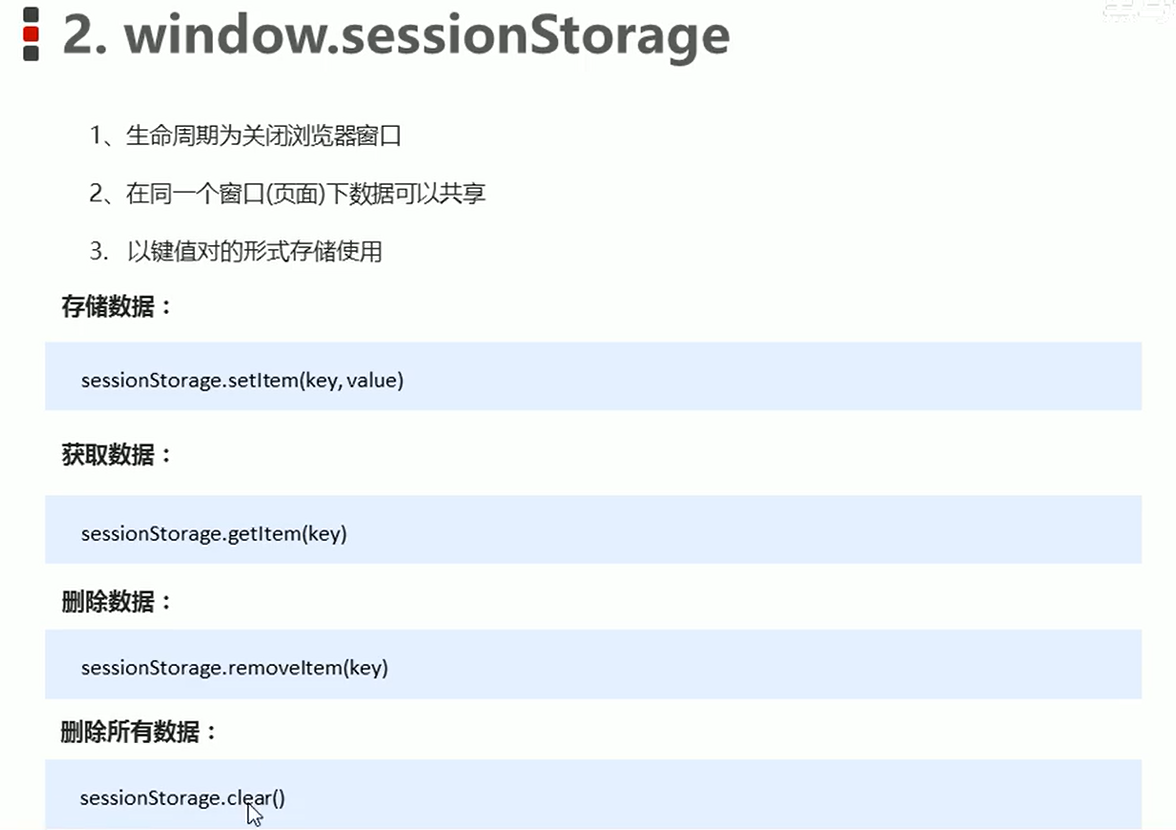 2. window.sessionStorage
1、生命周期为关闭浏览器窗口
2、在同一个窗口(页面)下数据可以共享
3. 以键值对的形式存储使用
存储数据：
sessionStorage.setItem(key, value)
获取数据：
sessionStorage.getItem(key)
删除数据：
sessionStorage.removeItem(key)
删除所有数据：
sessionStorage.clear()